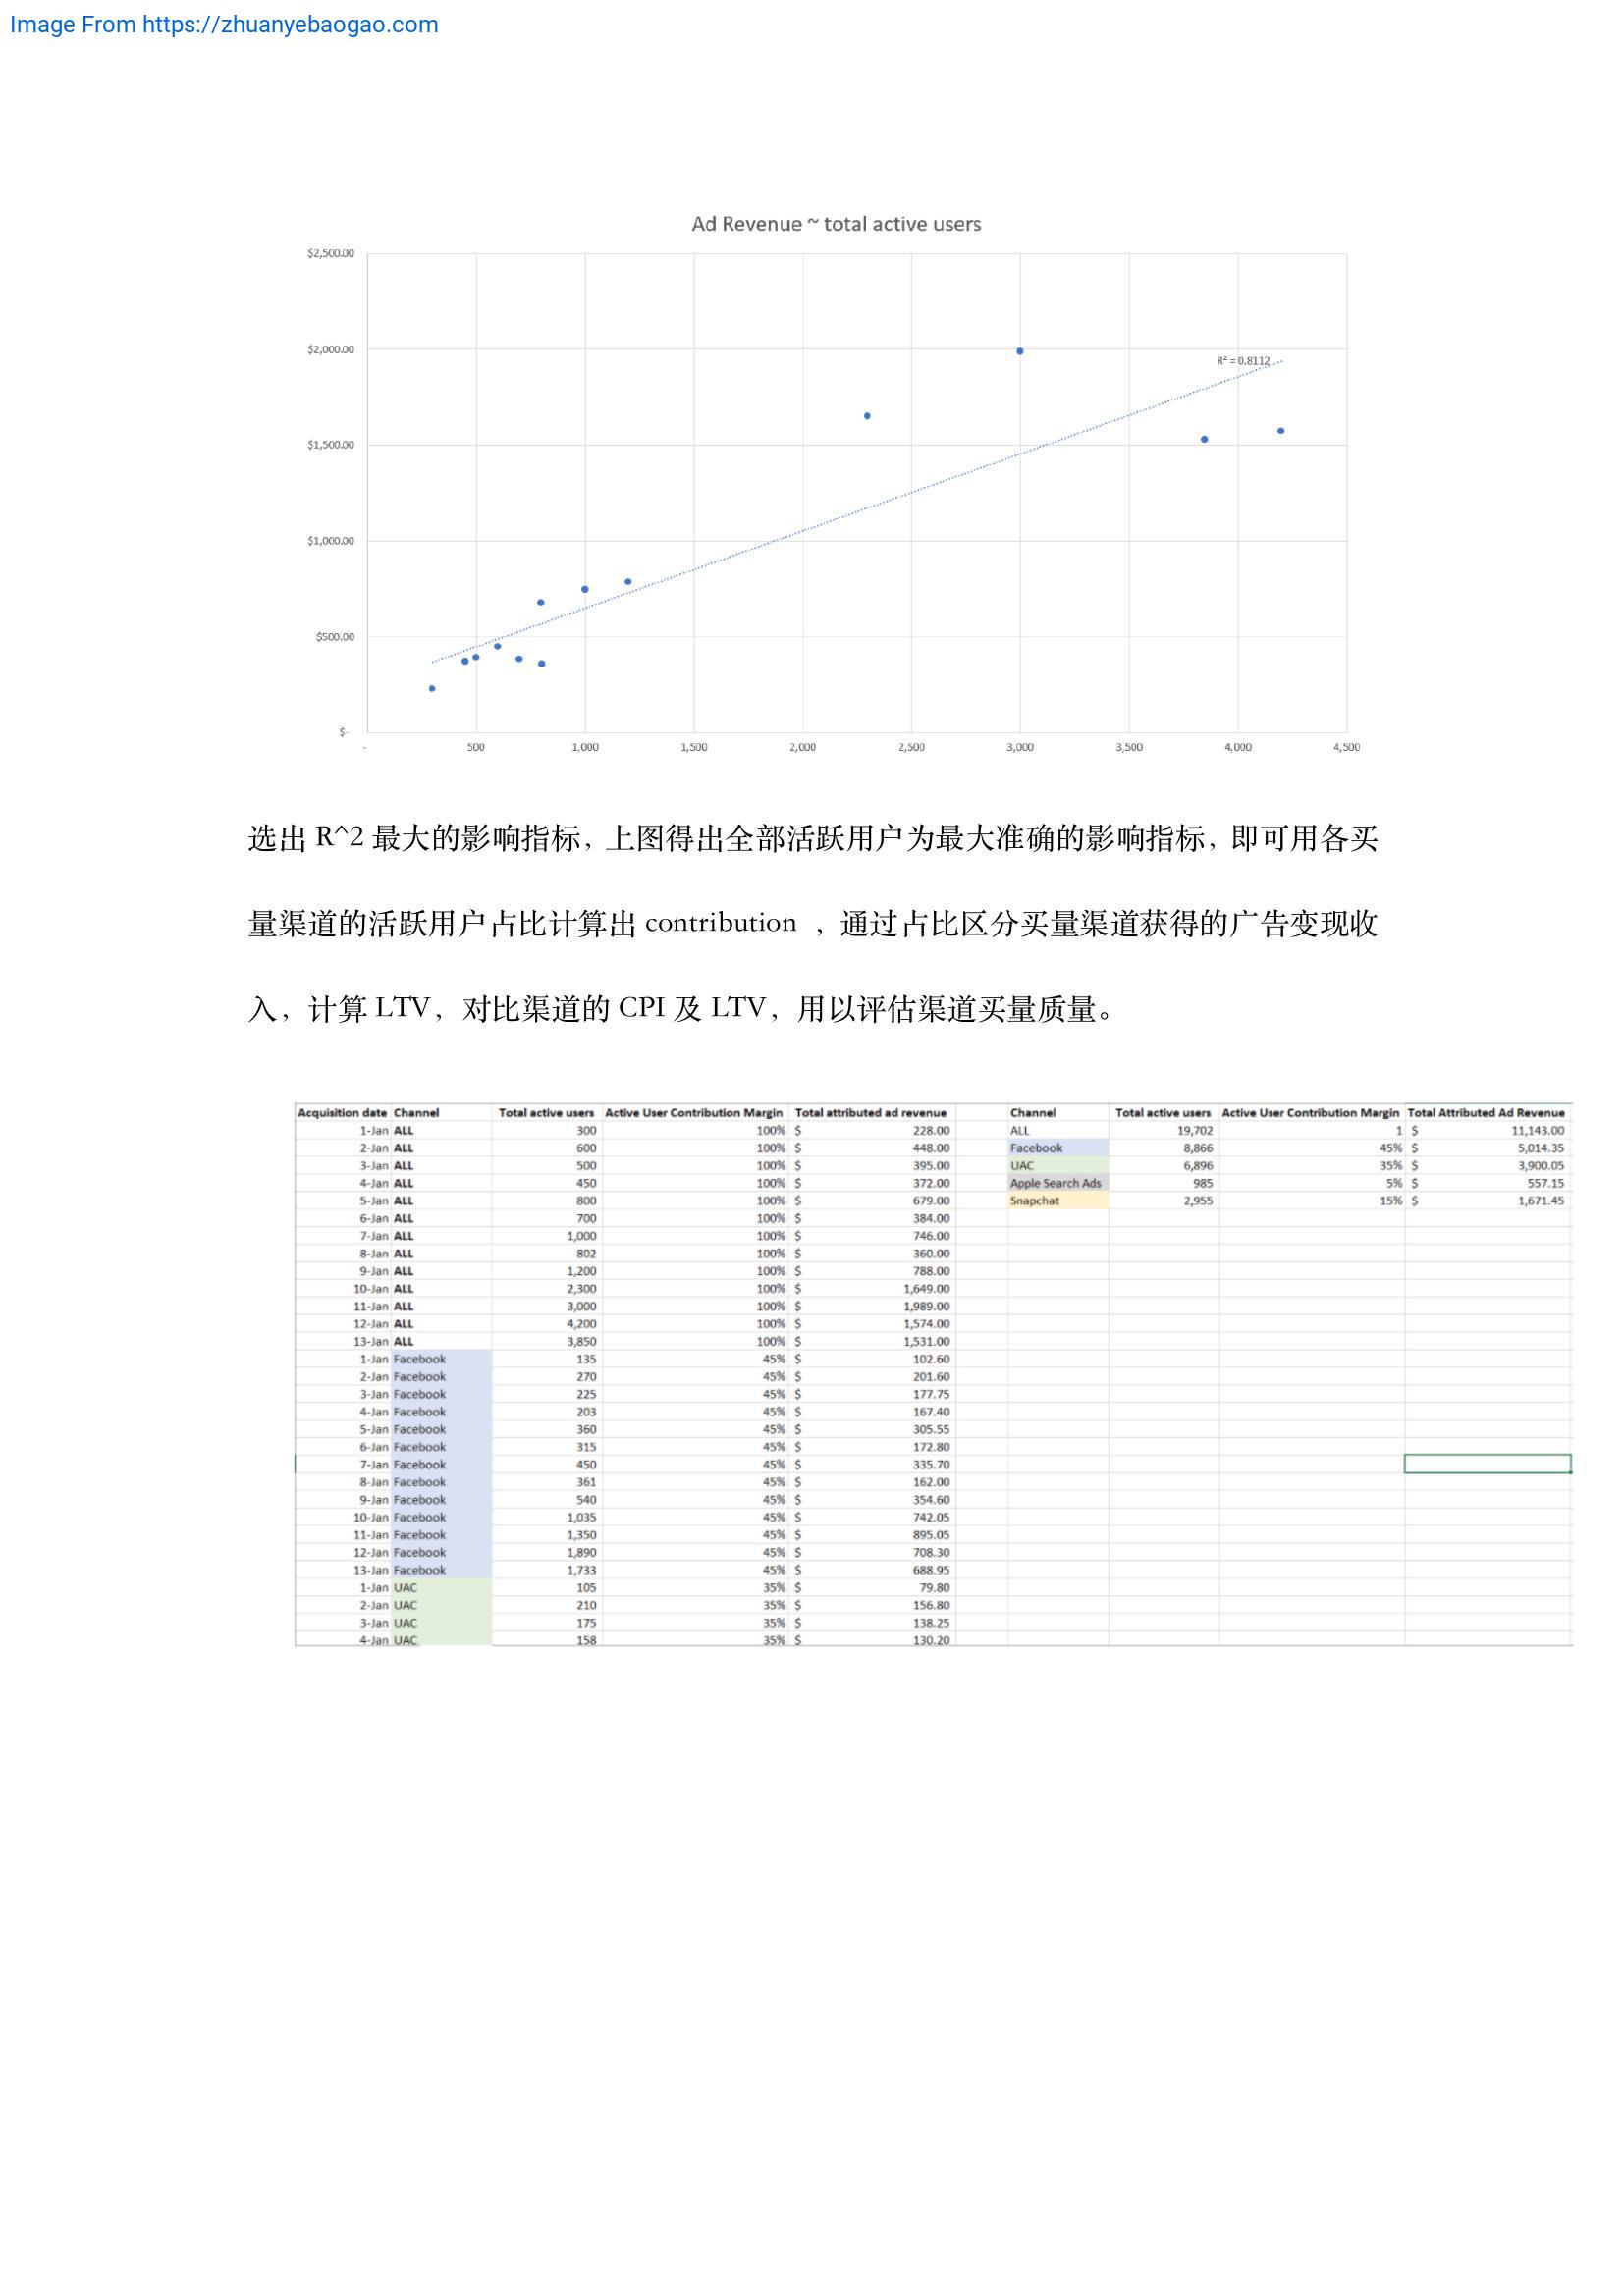 Image From https://zhuanyebaogao.com
Ad Revenue ~ total active users
$2,500.00
$2,000.00
R² = 0.8112
$1,500.00
$1,000.00
$500.00
$-
- 500 1,000 1,500 2,000 2,500 3,000 3,500 4,000 4,500
选出 R^2 最大的影响指标，上图得出全部活跃用户为最大准确的影响指标，即可用各买
量渠道的活跃用户占比计算出 contribution ，通过占比区分买量渠道获得的广告变现收
入，计算 LTV，对比渠道的 CPI 及 LTV，用以评估渠道买量质量。
Acquisition date Channel Total active users Active User Contribution Margin Total attributed ad revenue Channel Total active users Active User Contribution Margin Total Attributed Ad Revenue
1-Jan ALL 300 100% $ 228.00 ALL 19,702 1 $ 11,143.00
2-Jan ALL 600 100% $ 448.00 Facebook 8,866 45% $ 5,014.35
3-Jan ALL 500 100% $ 395.00 UAC 6,896 35% $ 3,900.05
4-Jan ALL 450 100% $ 372.00 Apple Search Ads 985 5% $ 557.15
5-Jan ALL 800 100% $ 679.00 Snapchat 2,955 15% $ 1,671.45
6-Jan ALL 700 100% $ 384.00
7-Jan ALL 1,000 100% $ 746.00
8-Jan ALL 802 100% $ 360.00
9-Jan ALL 1,200 100% $ 788.00
10-Jan ALL 2,300 100% $ 1,649.00
11-Jan ALL 3,000 100% $ 1,989.00
12-Jan ALL 4,200 100% $ 1,574.00
13-Jan ALL 3,850 100% $ 1,531.00
1-Jan Facebook 135 45% $ 102.60
2-Jan Facebook 270 45% $ 201.60
3-Jan Facebook 225 45% $ 177.75
4-Jan Facebook 203 45% $ 167.40
5-Jan Facebook 360 45% $ 305.55
6-Jan Facebook 315 45% $ 172.80
7-Jan Facebook 450 45% $ 335.70
8-Jan Facebook 361 45% $ 162.00
9-Jan Facebook 540 45% $ 354.60
10-Jan Facebook 1,035 45% $ 742.05
11-Jan Facebook 1,350 45% $ 895.05
12-Jan Facebook 1,890 45% $ 708.30
13-Jan Facebook 1,733 45% $ 688.95
1-Jan UAC 105 35% $ 79.80
2-Jan UAC 210 35% $ 156.80
3-Jan UAC 175 35% $ 138.25
4-Jan UAC 158 35% $ 130.20